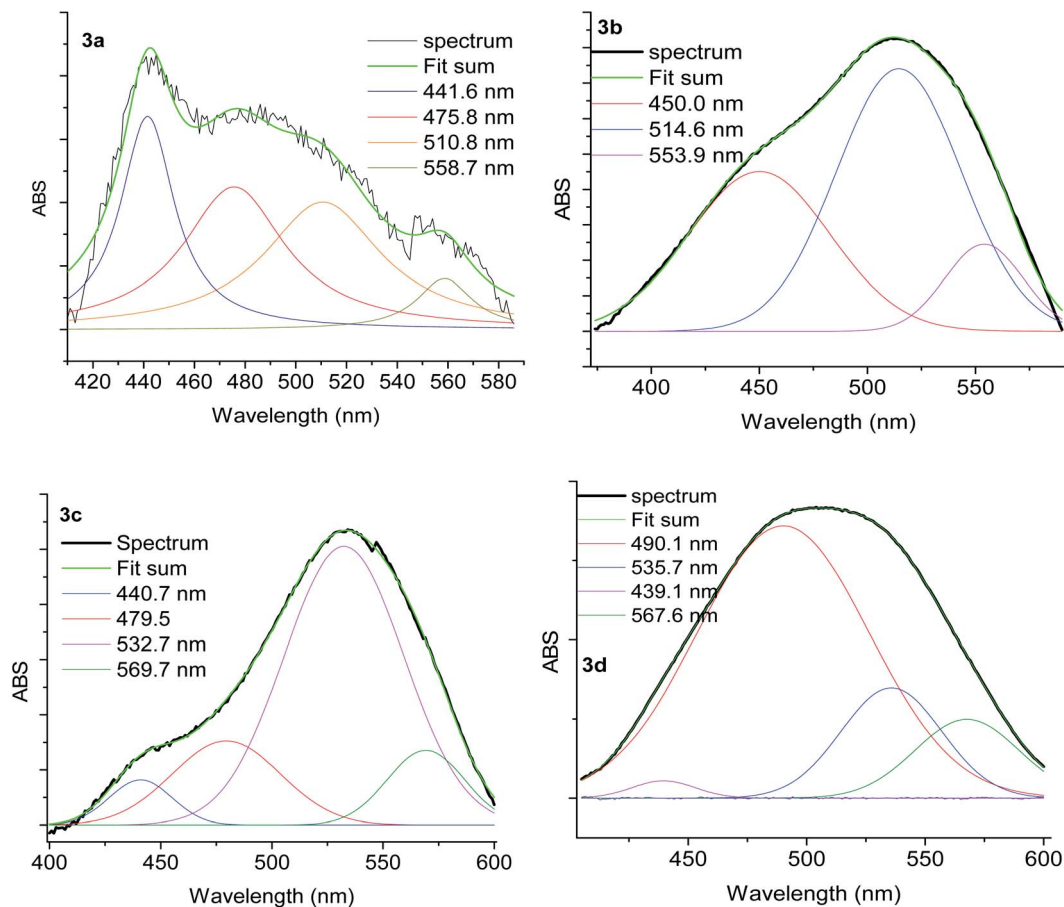 3a
spectrum
Fit sum
441.6 nm
475.8 nm
510.8 nm
558.7 nm
ABS
420 440 460 480 500 520 540 560 580
Wavelength (nm)
3b
spectrum
Fit sum
450.0 nm
514.6 nm
553.9 nm
ABS
400 450 500 550
Wavelength (nm)
3c
Spectrum
Fit sum
440.7 nm
479.5
532.7 nm
569.7 nm
ABS
400 450 500 550 600
Wavelength (nm)
spectrum
Fit sum
490.1 nm
535.7 nm
439.1 nm
567.6 nm
3d
ABS
450 500 550 600
Wavelength (nm)